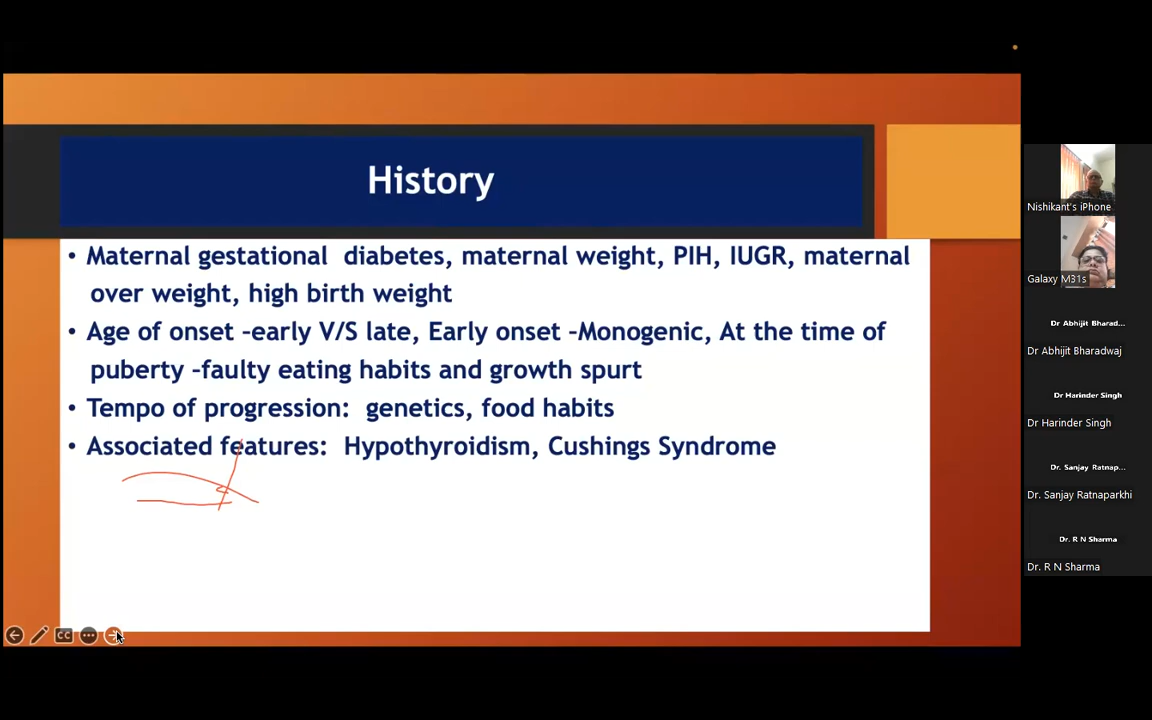 History
• Maternal gestational diabetes, maternal weight, PIH, IUGR, maternal
over weight, high birth weight
• Age of onset -early V/S late, Early onset -Monogenic, At the time of
puberty -faulty eating habits and growth spurt
• Tempo of progression: genetics, food habits
• Associated features: Hypothyroidism, Cushings Syndrome
CC
Nishikant's iPhone
Galaxy M31s
Dr Abhijit Bharad...
Dr Abhijit Bharadwaj
Dr Harinder Singh
Dr Harinder Singh
Dr. Sanjay Ratnap...
Dr. Sanjay Ratnaparkhi
Dr. R N Sharma
Dr. R N Sharma